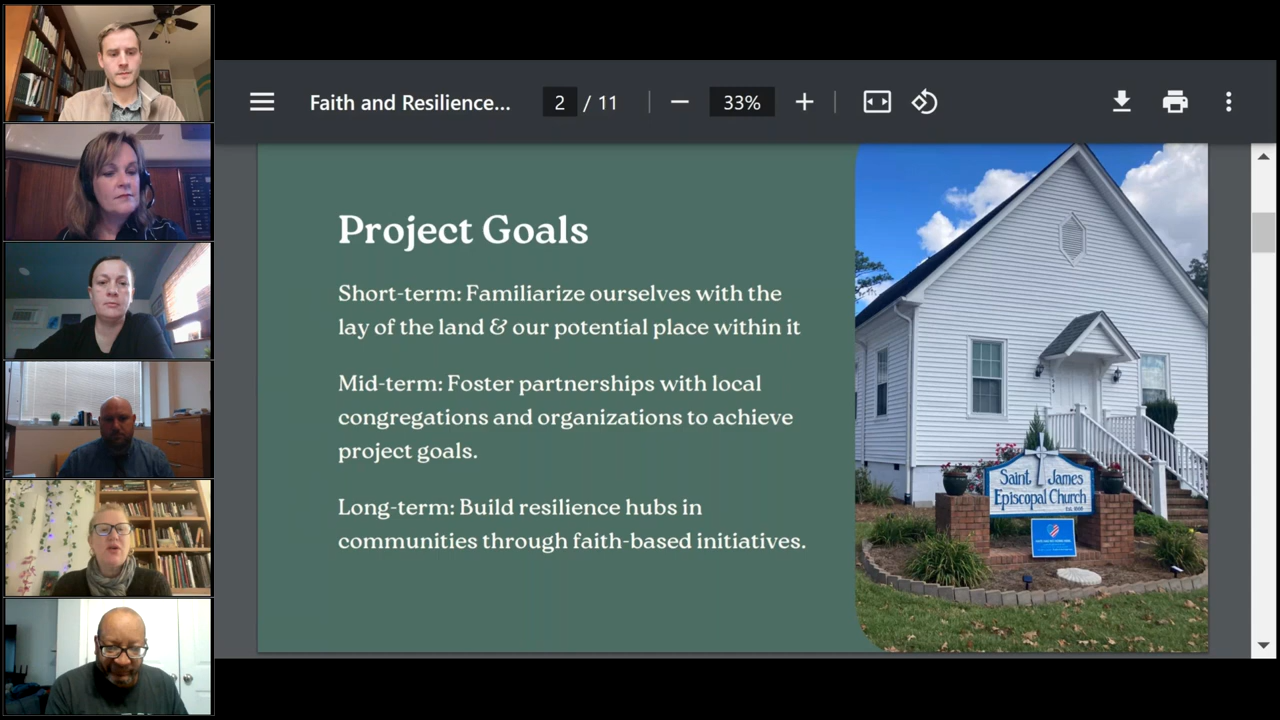 Faith and Resilience...
2 / 11
33%
Project Goals
Short-term: Familiarize ourselves with the
lay of the land & our potential place within it
Mid-term: Foster partnerships with local
congregations and organizations to achieve
project goals.
Long-term: Build resilience hubs in
communities through faith-based initiatives.
Saint James
Episcopal Church